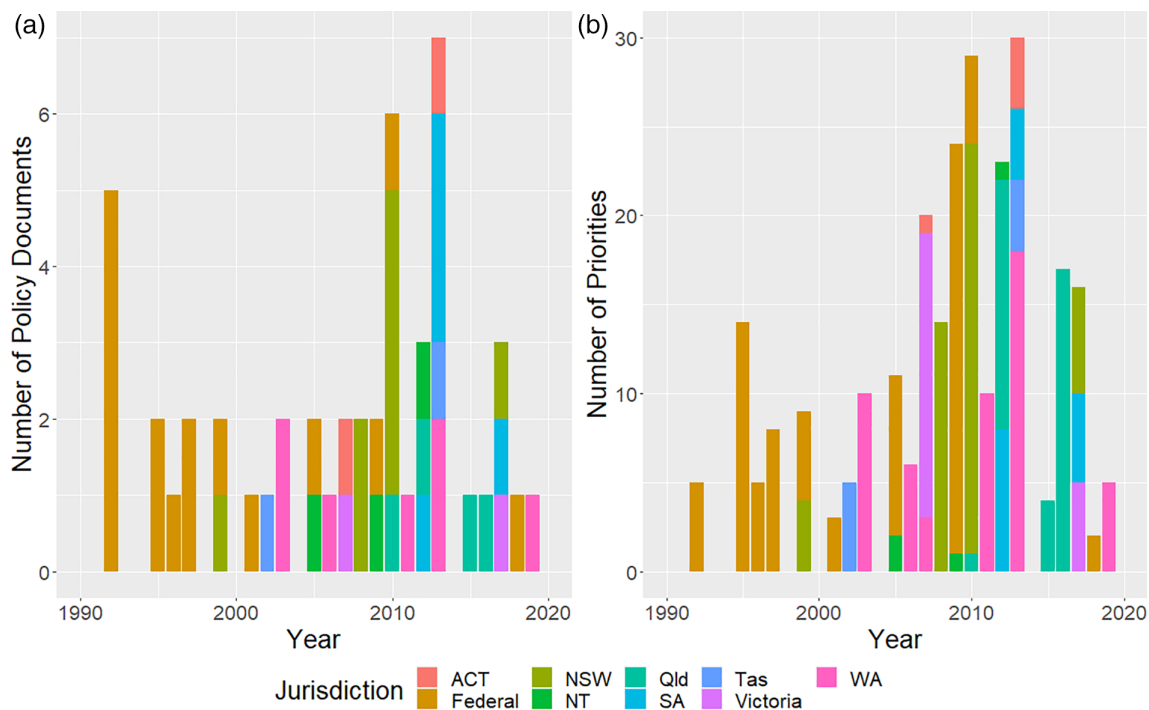 (a)
Number of Policy Documents
6
4
2
0
1990 2000 2010 2020
Year
(b)
Number of Priorities
30
20
10
0
1990 2000 2010 2020
Year
Jurisdiction
ACT NSW Qld Tas WA
Federal NT SA Victoria